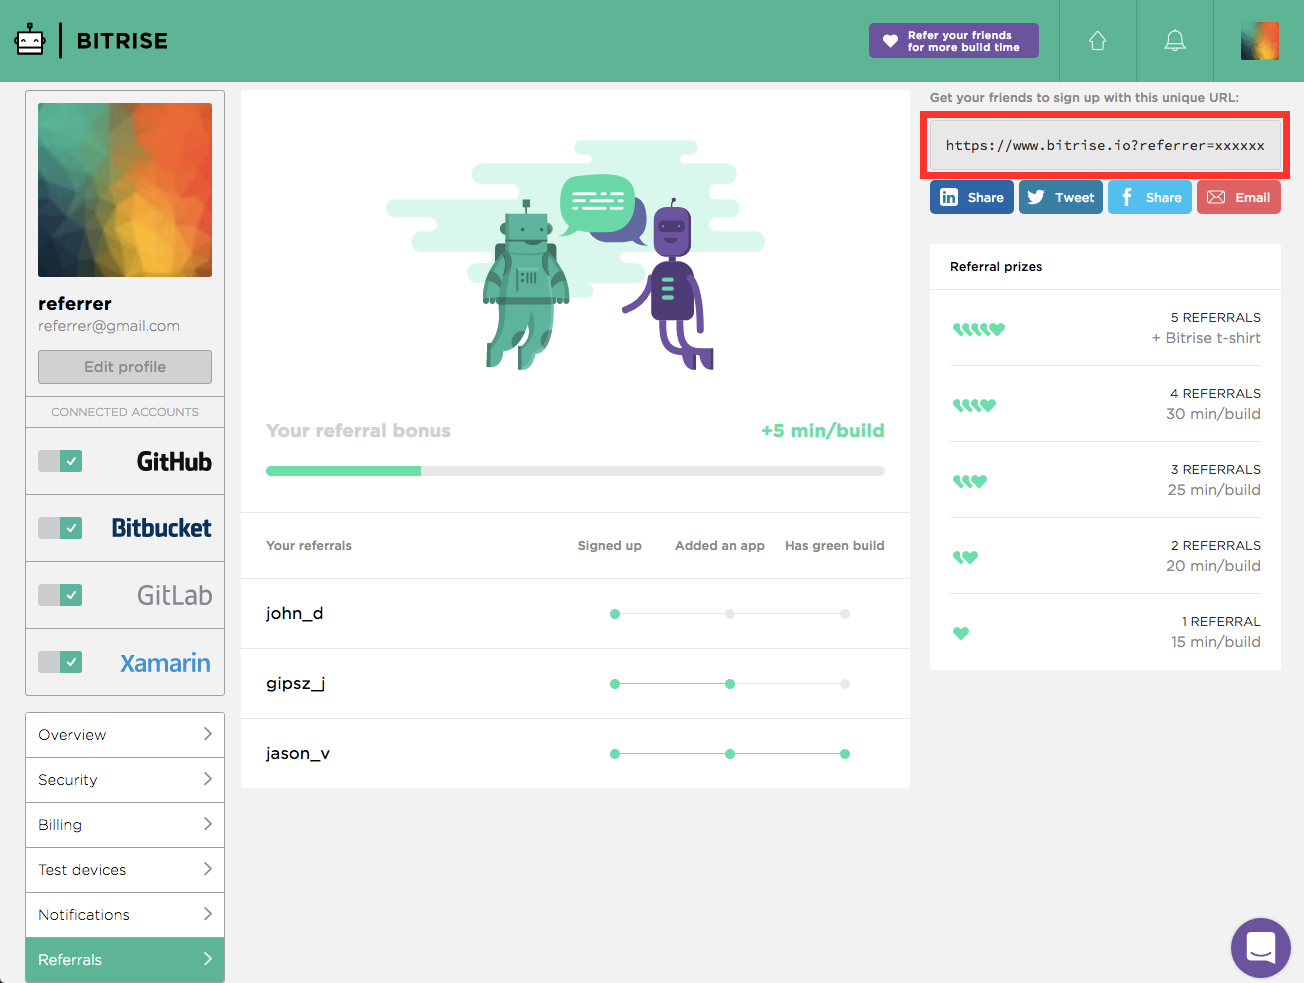 BITRISE
Refer your friends
for more build time
referrer
referrer@gmail.com
Edit profile
CONNECTED ACCOUNTS
GitHub
Bitbucket
GitLab
Xamarin
Overview
Security
Billing
Test devices
Notifications
Referrals
Your referral bonus
+5 min/build
Your referrals Signed up Added an app Has green build
john_d
gipsz_j
jason_v
Get your friends to sign up with this unique URL:
https://www.bitrise.io?referrer=xxxxxx
Share Tweet Share Email
Referral prizes
5 REFERRALS
+ Bitrise t-shirt
4 REFERRALS
30 min/build
3 REFERRALS
25 min/build
2 REFERRALS
20 min/build
1 REFERRAL
15 min/build